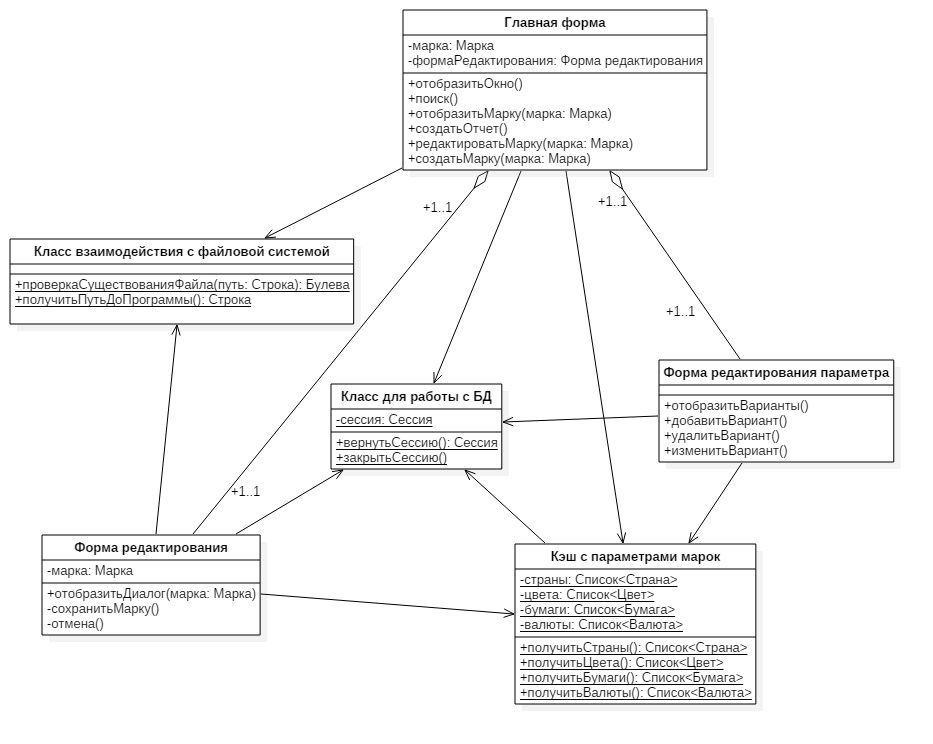 Главная форма
-марка: Марка
-формаРедактирования: Форма редактирования
+отобразитьОкно()
+поиск()
+отобразитьМарку(марка: Марка)
+создатьОтчет()
+редактироватьМарку(марка: Марка)
+создатьМарку(марка: Марка)
+1..1
+1..1
Класс взаимодействия с файловой системой
+проверкаСуществованияФайла(путь: Строка): Булева
+получитьПутьДоПрограммы(): Строка
+1..1
Форма редактирования параметра
+отобразитьВарианты()
+добавитьВариант()
+удалитьВариант()
+изменитьВариант()
Класс для работы с БД
-сессия: Сессия
+вернутьСессию(): Сессия
+закрытьСессию()
+1..1
Форма редактирования
-марка: Марка
+отобразитьДиалог(марка: Марка)
-сохранитьМарку()
-отмена()
Кэш с параметрами марок
-страны: Список<Страна>
-цвета: Список<Цвет>
-бумаги: Список<Бумага>
-валюты: Список<Валюта>
+получитьСтраны(): Список<Страна>
+получитьЦвета(): Список<Цвет>
+получитьБумаги(): Список<Бумага>
+получитьВалюты(): Список<Валюта>